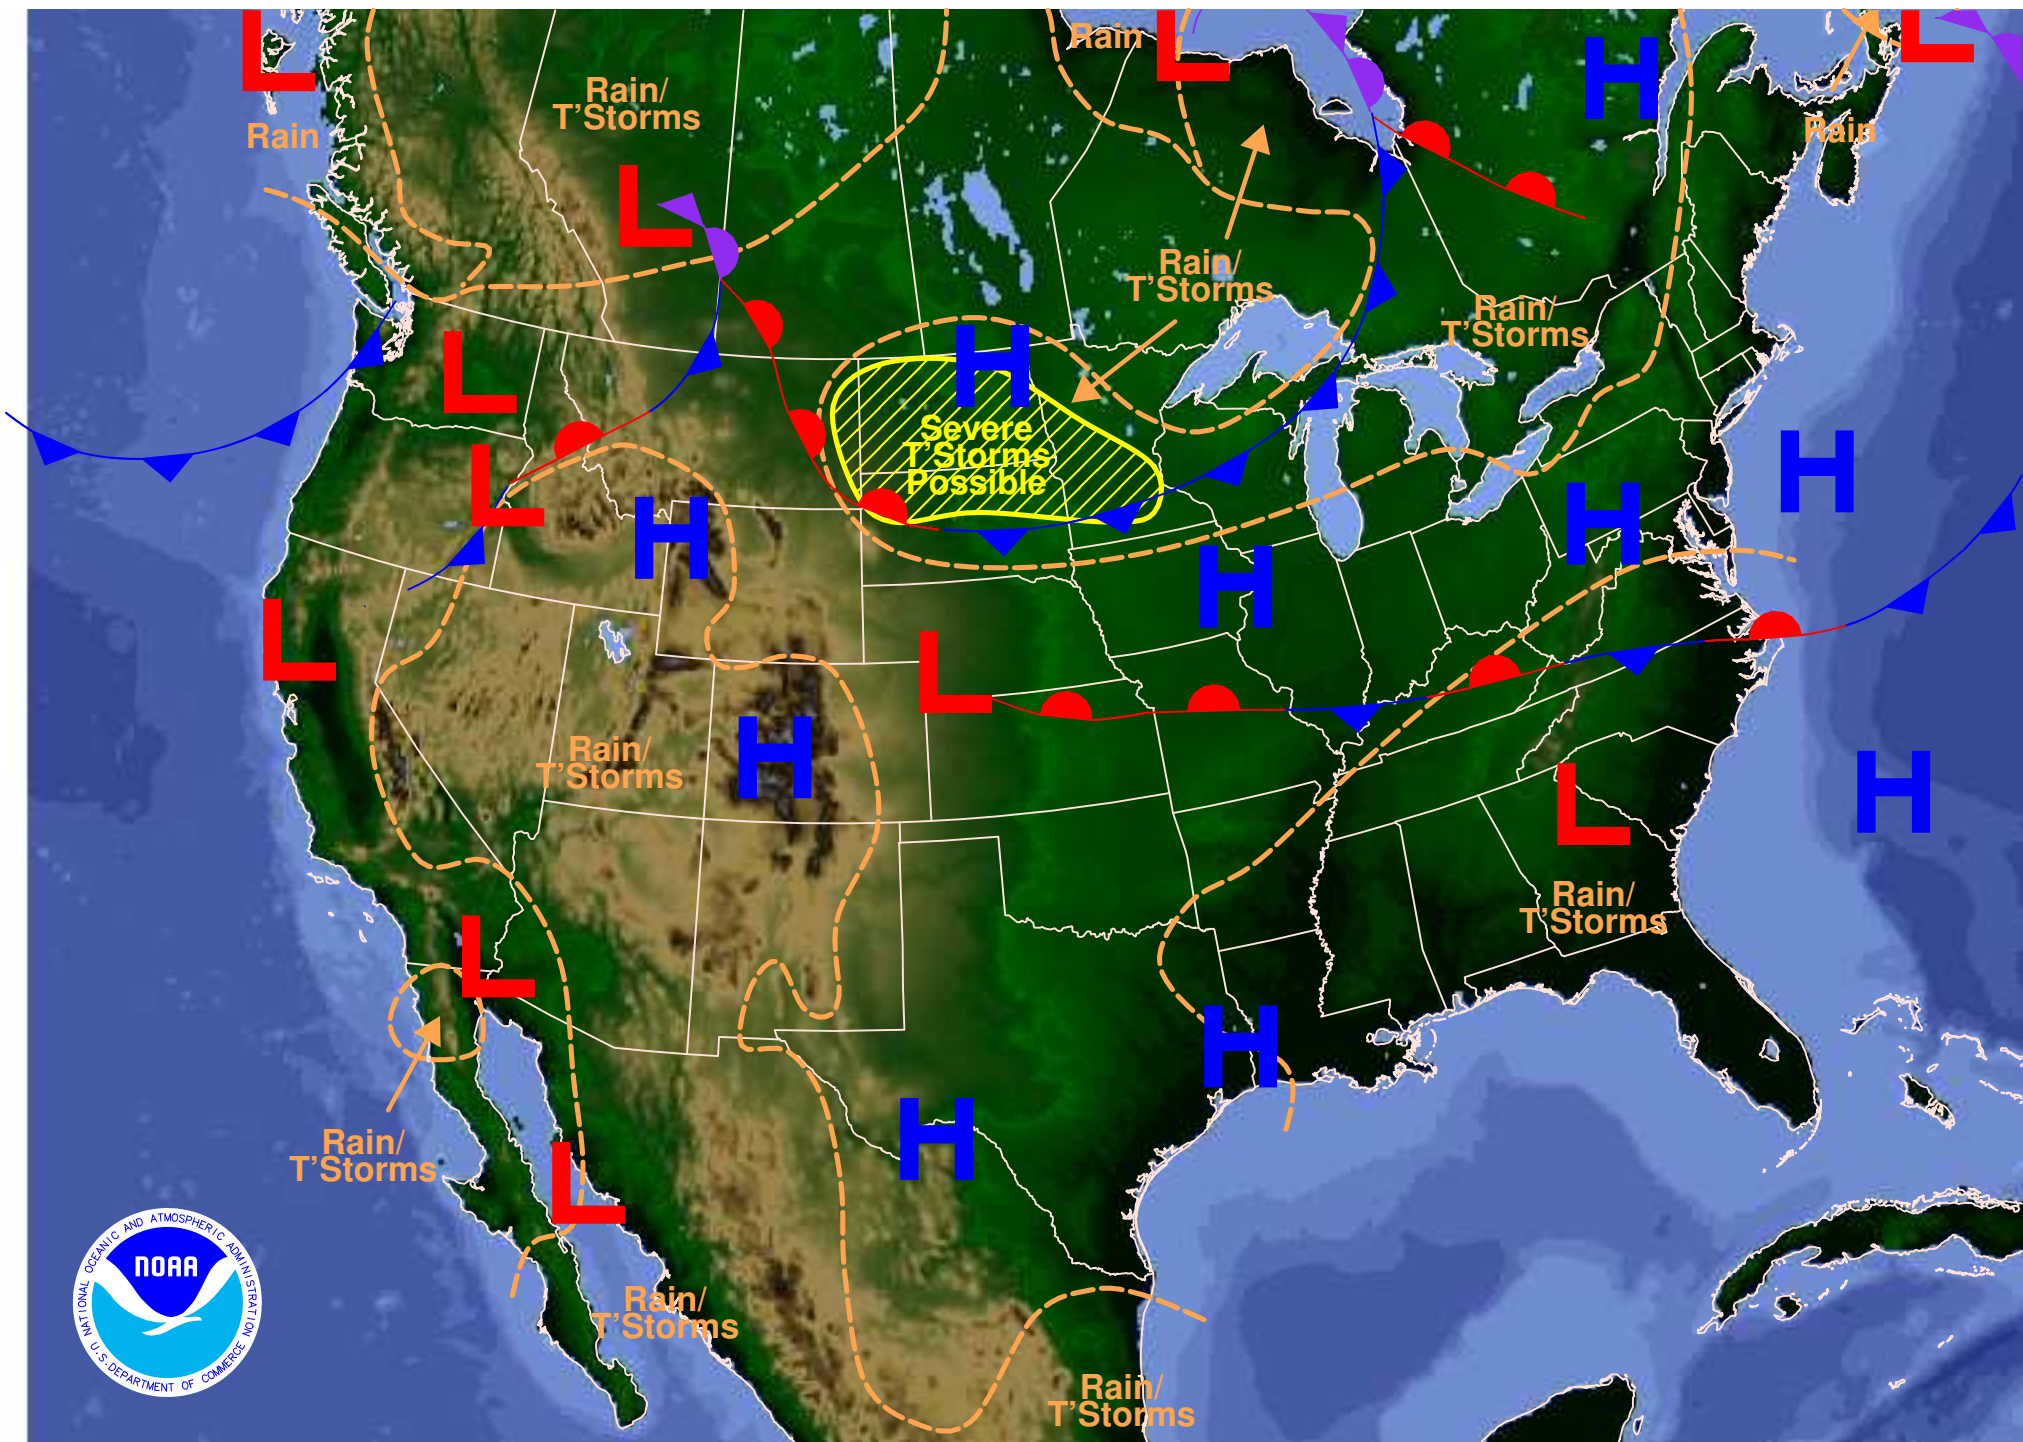 L
Rain
Rain/
T'Storms
L
Rain
L
H
L
Rain
Rain/
T'Storms
Rain/
T'Storms
L
L
H
Severe
T'Storms
Possible
H
H
H
H
L
L
H
Rain/
T'Storms
H
L
Rain/
T'Storms
L
H
H
Rain/
T'Storms
L
Rain/
T'Storms
Rain/
T'Storms
NATIONAL OCEANIC AND ATMOSPHERIC ADMINISTRATION
NOAA
U.S. DEPARTMENT OF COMMERCE